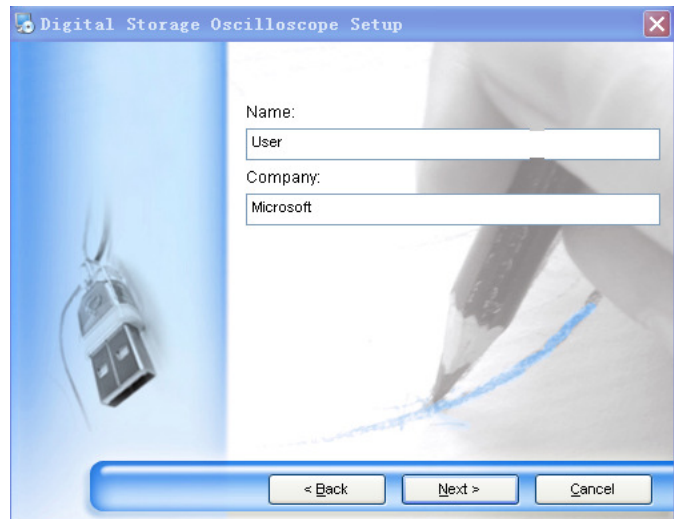 Digital Storage Oscilloscope Setup
Name:
User
Company:
Microsoft
< Back
Next >
Cancel